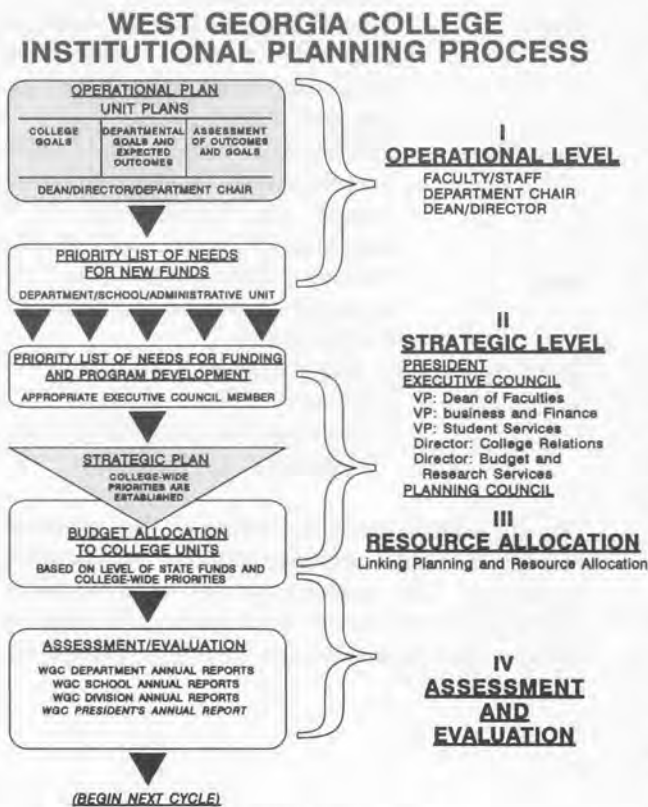 WEST GEORGIA COLLEGE
INSTITUTIONAL PLANNING PROCESS
OPERATIONAL PLAN
UNIT PLANS
COLLEGE
GOALS
DEPARTMENTAL
GOALS AND
EXPECTED
OUTCOMES
ASSESSMENT
OF OUTCOMES
AND GOALS
DEAN/DIRECTOR/DEPARTMENT CHAIR
PRIORITY LIST OF NEEDS
FOR NEW FUNDS
DEPARTMENT/SCHOOL/ADMINISTRATIVE UNIT
PRIORITY LIST OF NEEDS FOR FUNDING
AND PROGRAM DEVELOPMENT
APPROPRIATE EXECUTIVE COUNCIL MEMBER
STRATEGIC PLAN
COLLEGE-WIDE
PRIORITIES ARE
ESTABLISHED
BUDGET ALLOCATION
TO COLLEGE UNITS
BASED ON LEVEL OF STATE FUNDS AND
COLLEGE-WIDE PRIORITIES
ASSESSMENT/EVALUATION
WGC DEPARTMENT ANNUAL REPORTS
WGC SCHOOL ANNUAL REPORTS
WGC DIVISION ANNUAL REPORTS
WGC PRESIDENT'S ANNUAL REPORT
(BEGIN NEXT CYCLE)
I
OPERATIONAL LEVEL
FACULTY/STAFF
DEPARTMENT CHAIR
DEAN/DIRECTOR
II
STRATEGIC LEVEL
PRESIDENT
EXECUTIVE COUNCIL
VP: Dean of Faculties
VP: business and Finance
VP: Student Services
Director: College Relations
Director: Budget and
Research Services
PLANNING COUNCIL
III
RESOURCE ALLOCATION
Linking Planning and Resource Allocation
IV
ASSESSMENT
AND
EVALUATION